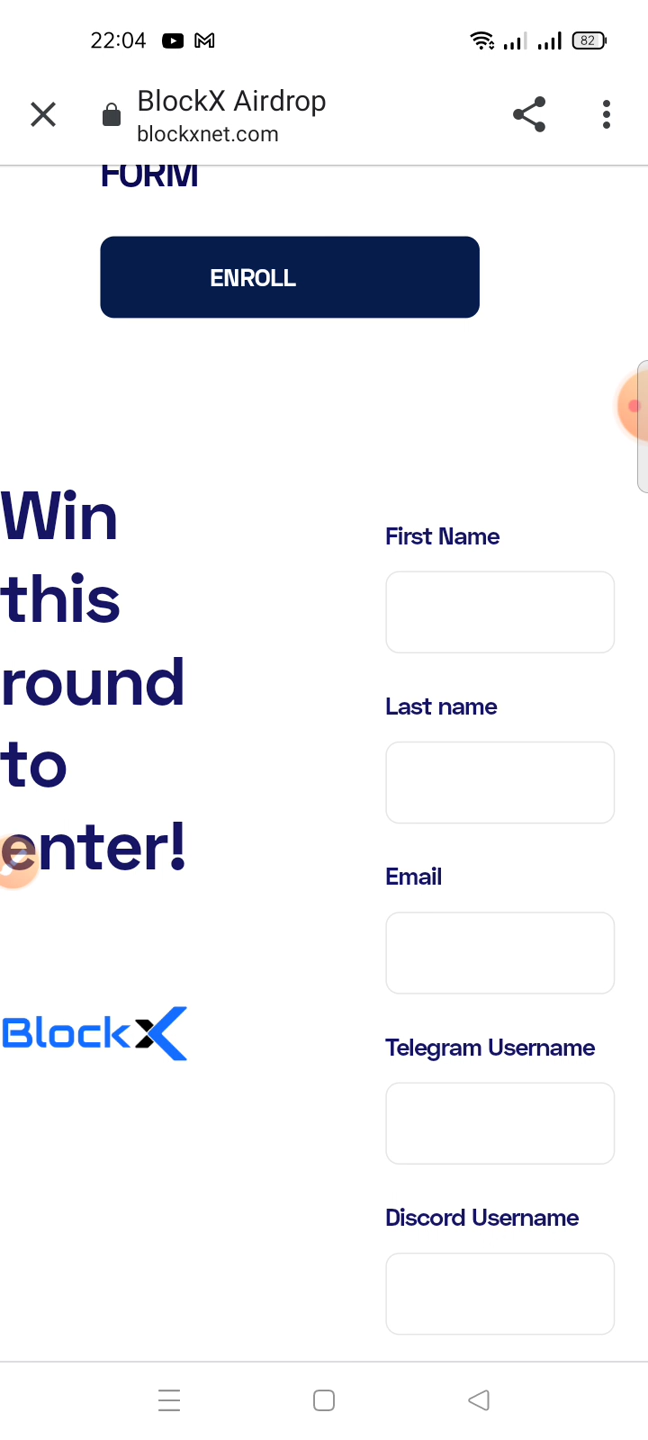 22:04
82
BlockX Airdrop
blockxnet.com
FORM
ENROLL
Win
this
round
to
enter!
BlockX
First Name
Last name
Email
Telegram Username
Discord Username